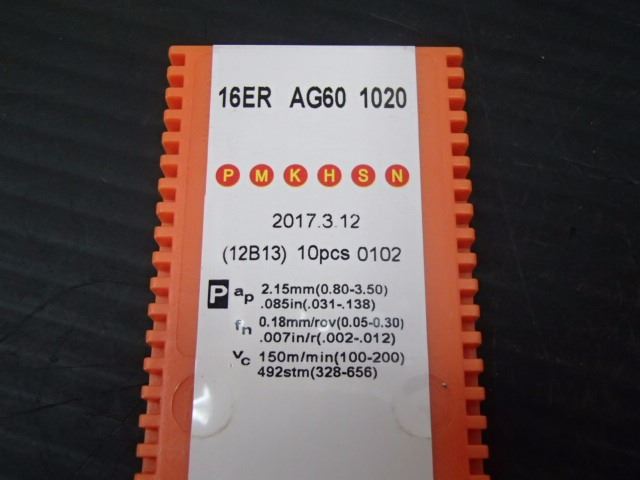 16ER AG60 1020
P M K H S N
2017.3.12
(12B13) 10pcs 0102
P ap 2.15mm(0.80-3.50)
.085in(.031-.138)
fn 0.18mm/rov(0.05-0.30)
.007in/r(.002-.012)
vc 150m/min(100-200)
492stm(328-656)